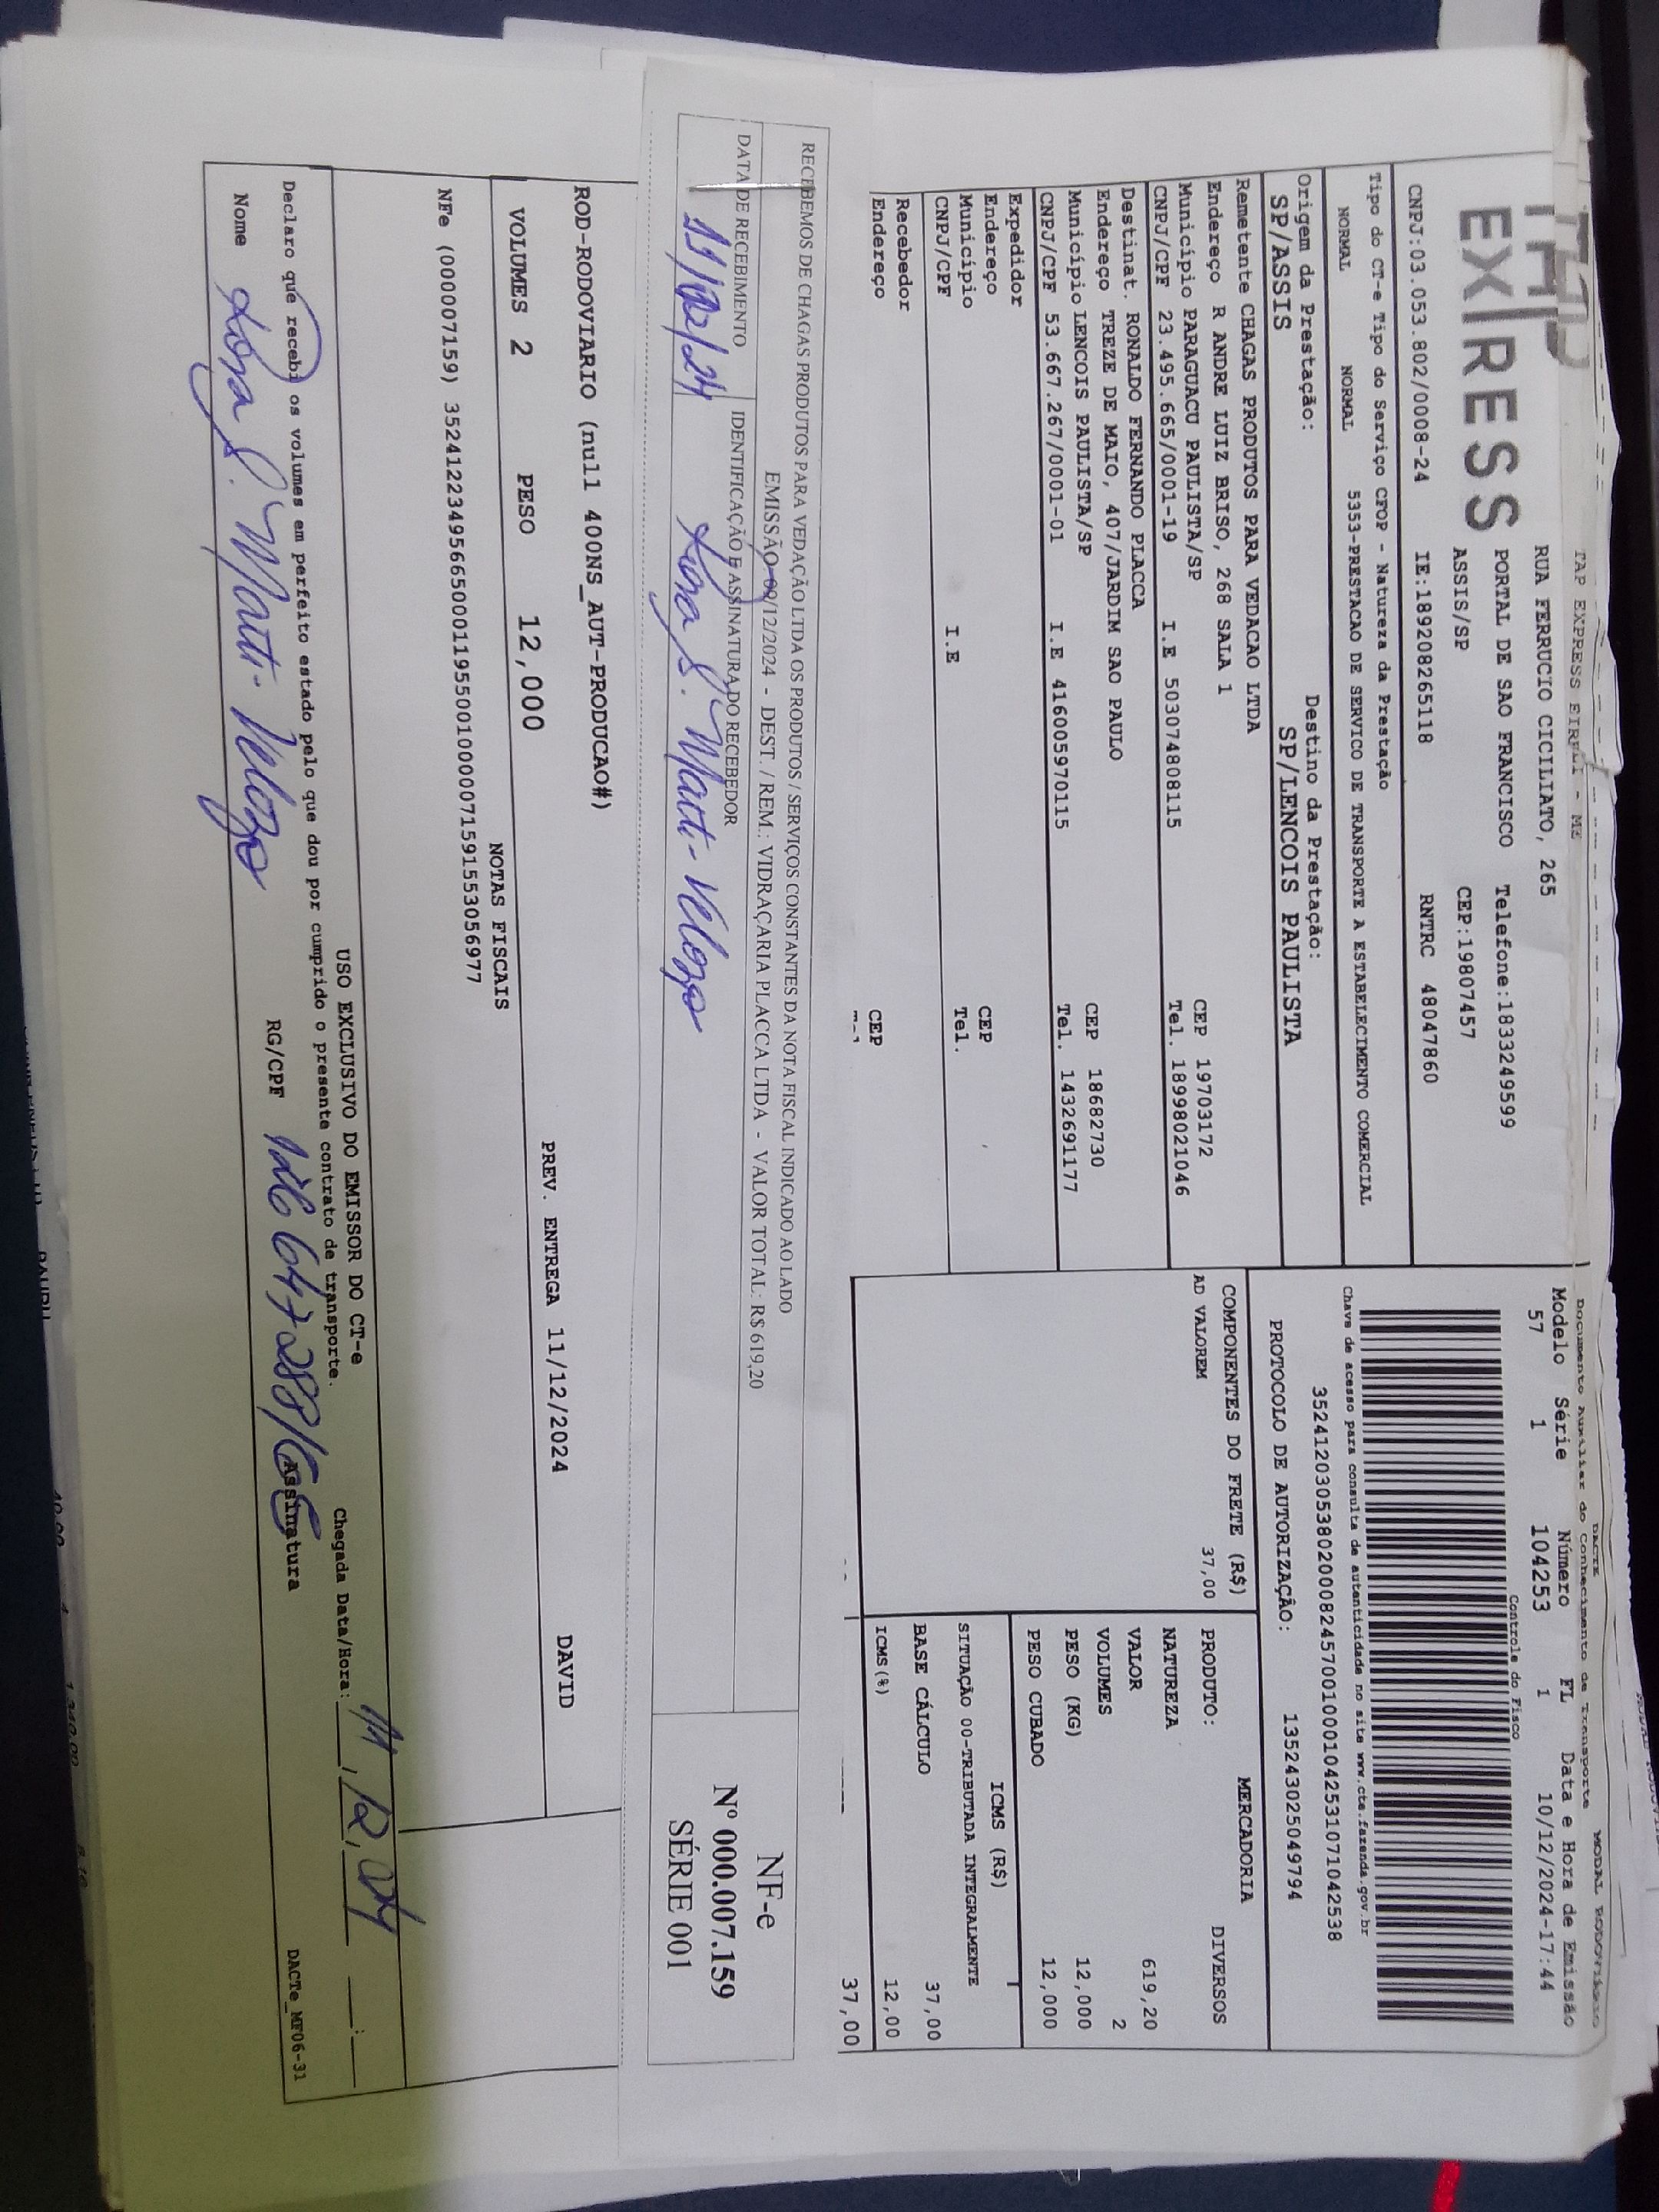 TAP EXPRESS EIRELI - ME
RUA FERRUCIO CICILIATO, 265
PORTAL DE SAO FRANCISCO Telefone:1833249599
ASSIS/SP CEP:19807457
CNPJ:03.053.802/0008-24 IE:189208265118 RNTRC 48047860
TAP
EX RESS
Tipo do CT-e Tipo do Serviço CFOP - Natureza da Prestação
NORMAL NORMAL 5353-PRESTACAO DE SERVICO DE TRANSPORTE A ESTABELECIMENTO COMERCIAL
Origem da Prestação: Destino da Prestação:
SP/ASSIS SP/LENCOIS PAULISTA
DACTE MODAL RODOVIÁRIO
Documento Auxiliar do Conhecimento de Transporte
Modelo Série Número FL Data e Hora de Emissão
57 1 104253 1 10/12/2024-17:44
Controle do Fisco
Chave de acesso para consulta de autenticidade no site www.cte.fazenda.gov.br
35241203053802000824570010001042531071042538
PROTOCOLO DE AUTORIZAÇÃO: 135243025049794
Remetente CHAGAS PRODUTOS PARA VEDACAO LTDA
Endereço R ANDRE LUIZ BRISO, 268 SALA 1
Município PARAGUACU PAULISTA/SP CEP 19703172
CNPJ/CPF 23.495.665/0001-19 I.E 503074808115 Tel. 18998021046
Destinat. RONALDO FERNANDO PLACCA
Endereço TREZE DE MAIO, 407/JARDIM SAO PAULO
Município LENCOIS PAULISTA/SP CEP 18682730
CNPJ/CPF 53.667.267/0001-01 I.E 416005970115 Tel. 1432691177
Expedidor
Endereço CEP
Município Tel.
CNPJ/CPF I.E
Recebedor
Endereço CEP
COMPONENTES DO FRETE (R$)
AD VALOREM 37,00
MERCADORIA
PRODUTO: DIVERSOS
NATUREZA
VALOR 619,20
VOLUMES 2
PESO (KG) 12,000
PESO CUBADO 12,000
ICMS (R$)
SITUAÇÃO 00-TRIBUTADA INTEGRALMENTE
BASE CÁLCULO 37,00
ICMS(%) 12,00
37,00
RECEBEMOS DE CHAGAS PRODUTOS PARA VEDAÇÃO LTDA OS PRODUTOS / SERVIÇOS CONSTANTES DA NOTA FISCAL INDICADO AO LADO
EMISSÃO 09/12/2024 - DEST. / REM.: VIDRAÇARIA PLACCA LTDA - VALOR TOTAL: R$ 619,20
DATA DE RECEBIMENTO IDENTIFICAÇÃO E ASSINATURA DO RECEBEDOR
NF-e
Nº 000.007.159
SÉRIE 001
ROD-RODOVIARIO (null 400NS_AUT-PRODUCAO#)
VOLUMES 2 PESO 12,000 PREV. ENTREGA 11/12/2024 DAVID
NOTAS FISCAIS
NFe (000007159) 35241223495665000119550010000071591553056977
USO EXCLUSIVO DO EMISSOR DO CT-e
Declaro que recebi os volumes em perfeito estado pelo que dou por cumprido o presente contrato de transporte.
Chegada Data/Hora: 11, 12, 24
Nome RG/CPF Assinatura
DACTe_MF06-31